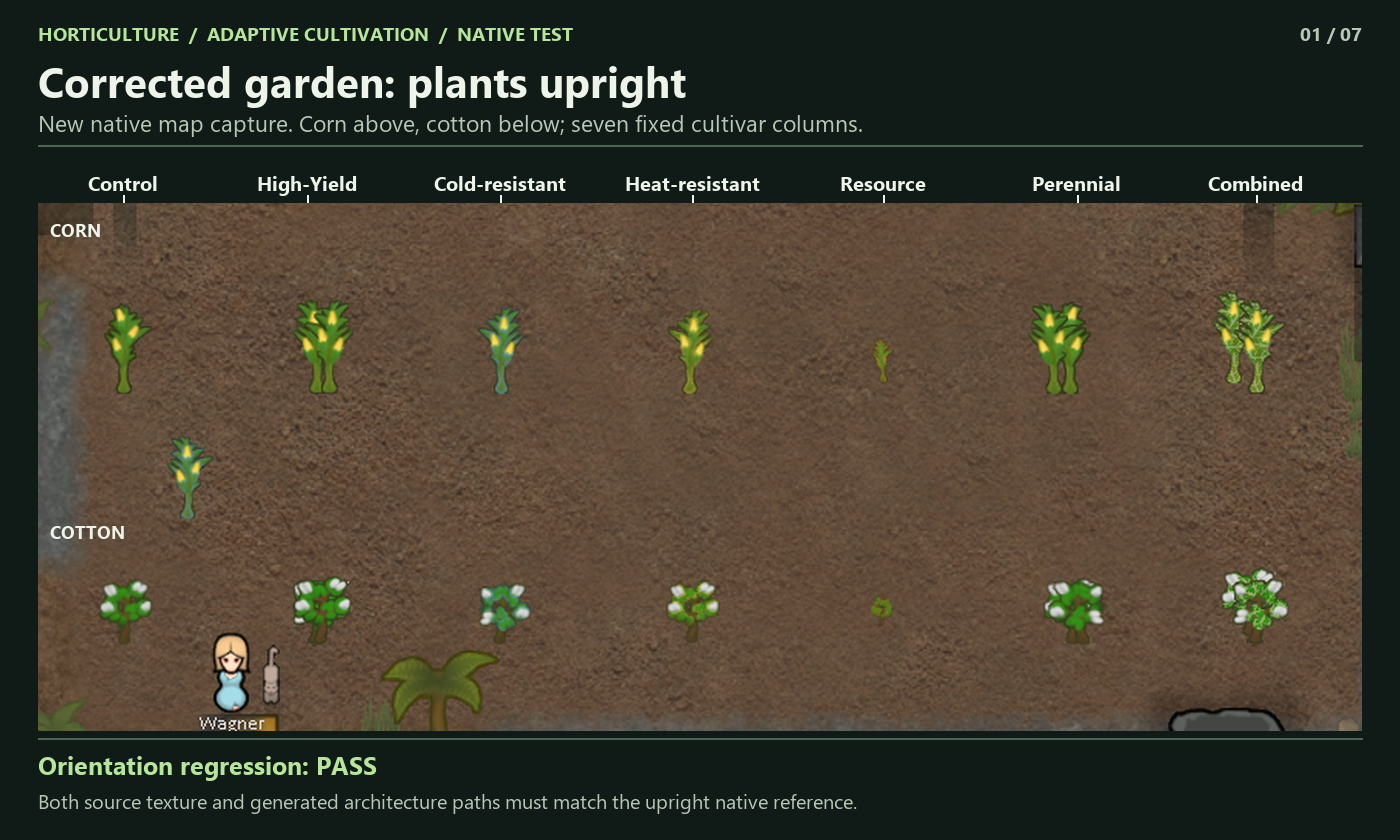 HORTICULTURE / ADAPTIVE CULTIVATION / NATIVE TEST
01 / 07
Corrected garden: plants upright
New native map capture. Corn above, cotton below; seven fixed cultivar columns.
Control High-Yield Cold-resistant Heat-resistant Resource Perennial Combined
CORN
COTTON
Wagner
Orientation regression: PASS
Both source texture and generated architecture paths must match the upright native reference.